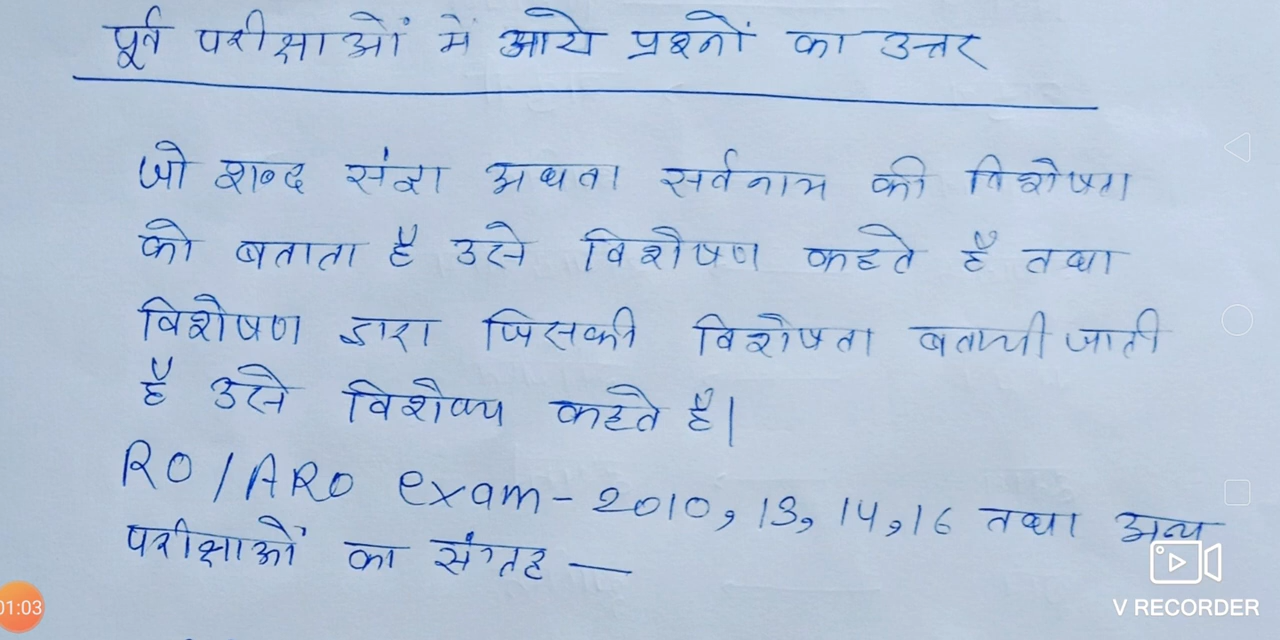 पूर्व परीक्षाओं में आये प्रश्नों का उत्तर
जो शब्द संज्ञा अथवा सर्वनाम की विशेषता
को बताता है उसे विशेषण कहते हैं तथा
विशेषण द्वारा जिसकी विशेषता बतायी जाती
है उसे विशेष्य कहते हैं।
RO/ARO exam - 2010, 13, 14, 16 तथा अन्य
परीक्षाओं का संग्रह —
01:03
V RECORDER